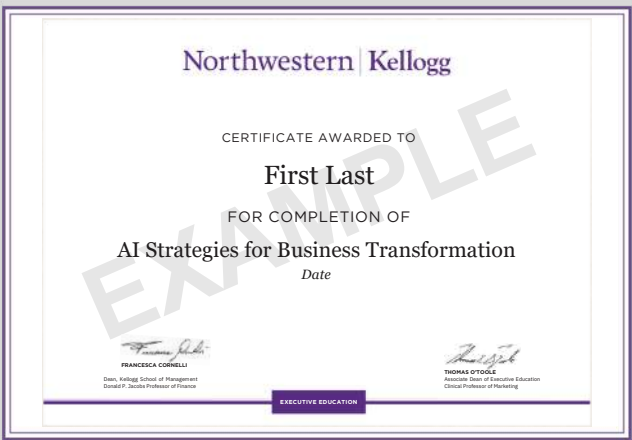 Northwestern | Kellogg
CERTIFICATE AWARDED TO
First Last
FOR COMPLETION OF
AI Strategies for Business Transformation
Date
EXAMPLE
FRANCESCA CORNELLI
Dean, Kellogg School of Management
Donald P. Jacobs Professor of Finance
THOMAS O'TOOLE
Associate Dean of Executive Education
Clinical Professor of Marketing
EXECUTIVE EDUCATION